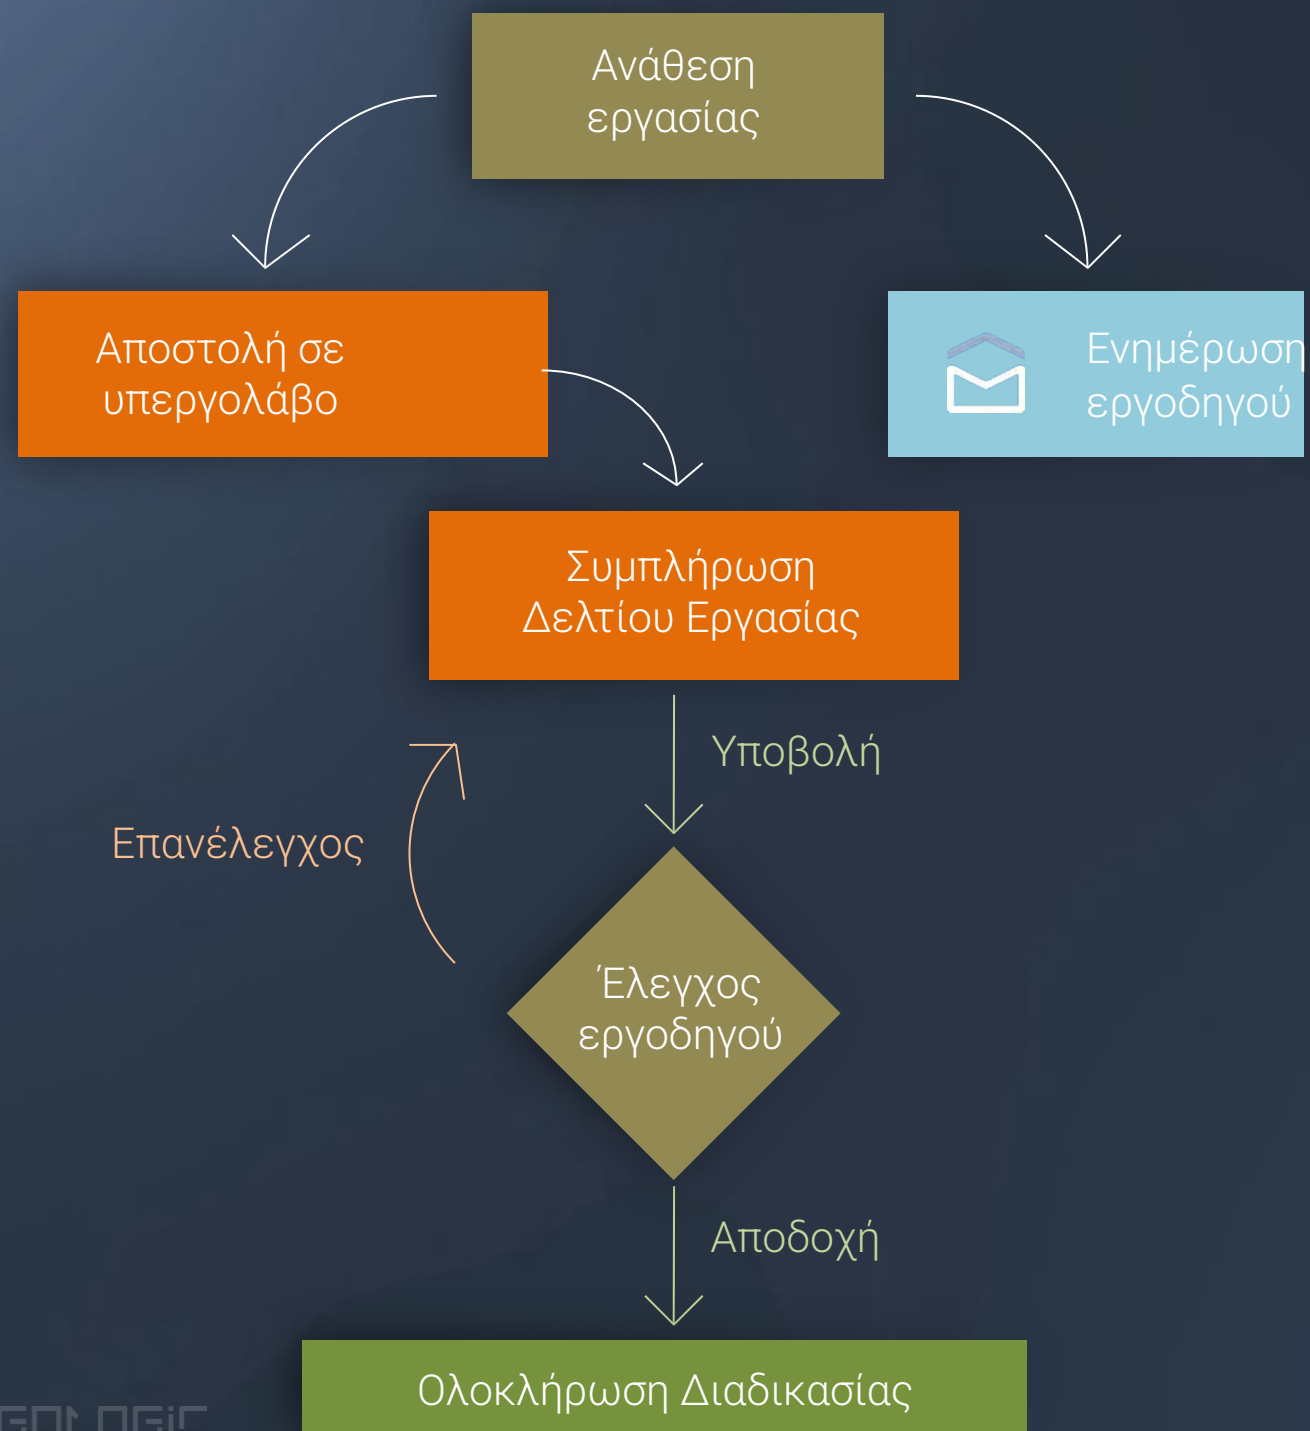 Ανάθεση
εργασίας
Αποστολή σε
υπεργολάβο
Ενημέρωση
εργοδηγού
Συμπλήρωση
Δελτίου Εργασίας
Υποβολή
Επανέλεγχος
Έλεγχος
εργοδηγού
Αποδοχή
Ολοκλήρωση Διαδικασίας